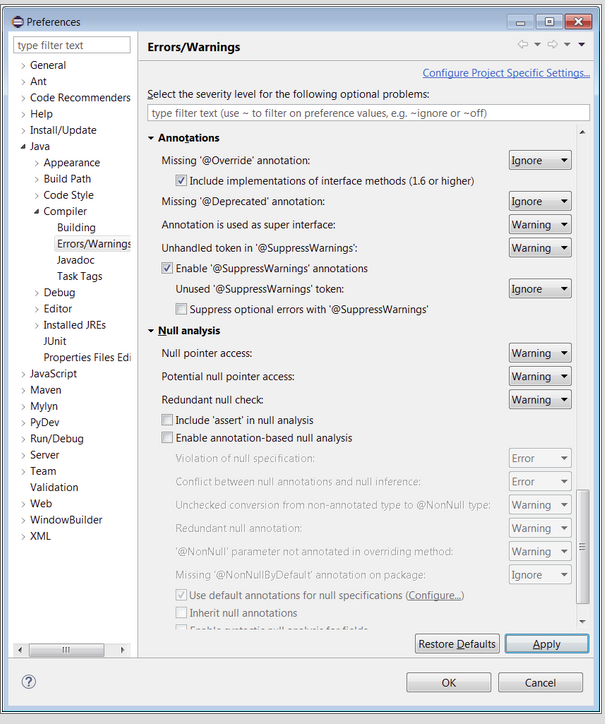 Preferences
type filter text
General
Ant
Code Recommenders
Help
Install/Update
Java
Appearance
Build Path
Code Style
Compiler
Building
Errors/Warnings
Javadoc
Task Tags
Debug
Editor
Installed JREs
JUnit
Properties Files Edi
JavaScript
Maven
Mylyn
PyDev
Run/Debug
Server
Team
Validation
Web
WindowBuilder
XML
Errors/Warnings
Configure Project Specific Settings...
Select the severity level for the following optional problems:
type filter text (use ~ to filter on preference values, e.g. ~ignore or ~off)
Annotations
Missing '@Override' annotation: Ignore
Include implementations of interface methods (1.6 or higher)
Missing '@Deprecated' annotation: Ignore
Annotation is used as super interface: Warning
Unhandled token in '@SuppressWarnings': Warning
Enable '@SuppressWarnings' annotations
Unused '@SuppressWarnings' token: Ignore
Suppress optional errors with '@SuppressWarnings'
Null analysis
Null pointer access: Warning
Potential null pointer access: Warning
Redundant null check: Warning
Include 'assert' in null analysis
Enable annotation-based null analysis
Violation of null specification: Error
Conflict between null annotations and null inference: Error
Unchecked conversion from non-annotated type to @NonNull type: Warning
Redundant null annotation: Warning
'@NonNull' parameter not annotated in overriding method: Warning
Missing '@NonNullByDefault' annotation on package: Ignore
Use default annotations for null specifications (Configure...)
Inherit null annotations
Enable syntactic null analysis for fields
Restore Defaults Apply
OK Cancel